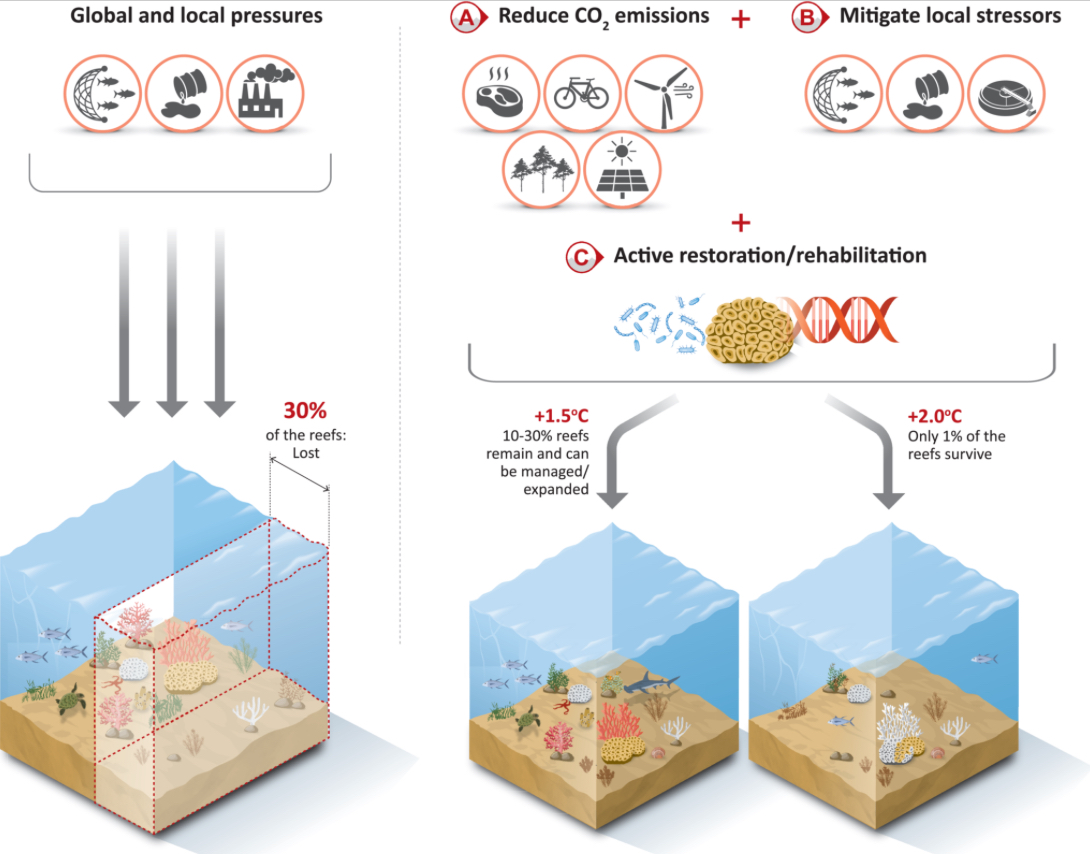 Global and local pressures
A Reduce CO₂ emissions
+
B Mitigate local stressors
+
C Active restoration/rehabilitation
30%
of the reefs:
Lost
+1.5°C
10-30% reefs
remain and can
be managed/
expanded
+2.0°C
Only 1% of the
reefs survive